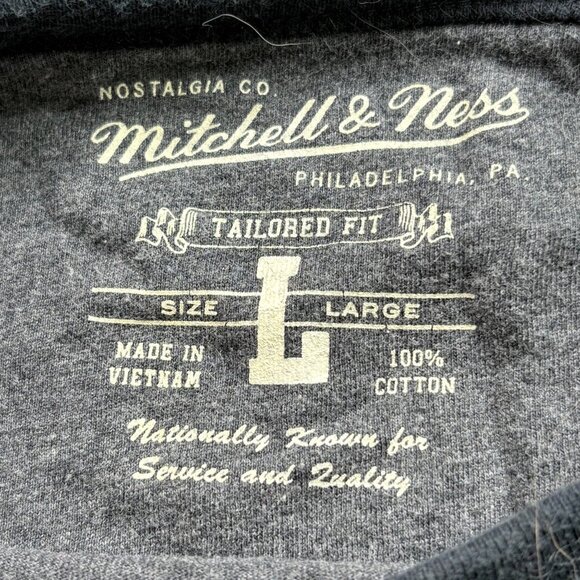 NOSTALGIA CO.
Mitchell & Ness
PHILADELPHIA, PA.
TAILORED FIT
L
SIZE LARGE
MADE IN
VIETNAM
100%
COTTON
Nationally Known for
Service and Quality